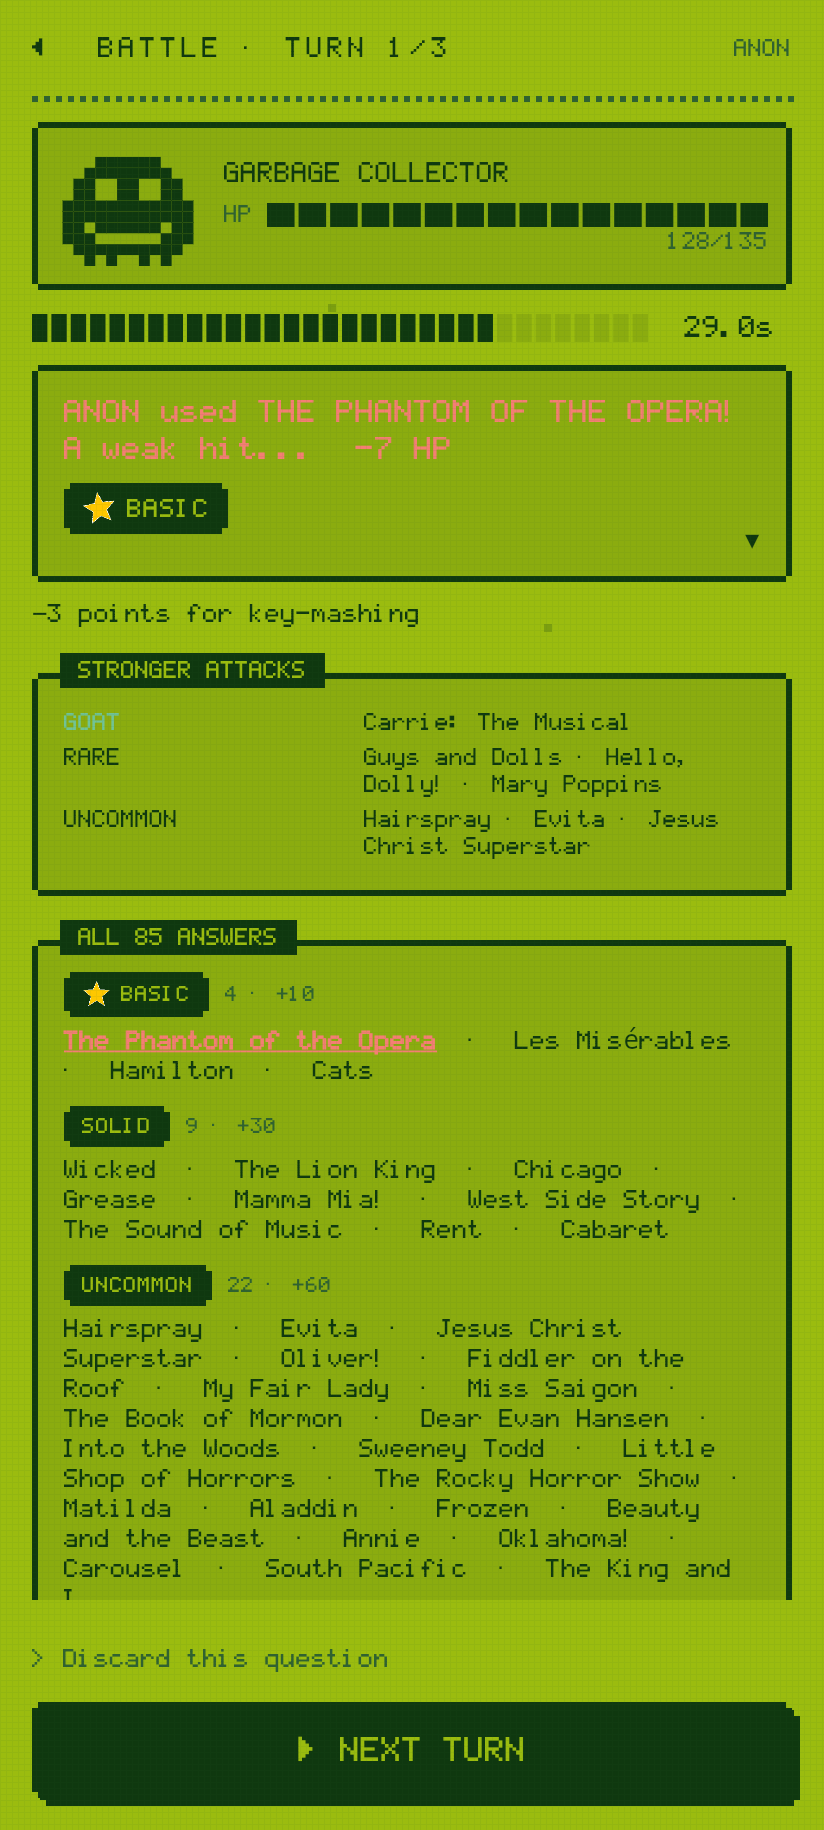 BATTLE · TURN 1/3 ANON
GARBAGE COLLECTOR
HP
128/135
29.0s
ANON used THE PHANTOM OF THE OPERA!
A weak hit... -7 HP
BASIC
-3 points for key-mashing
STRONGER ATTACKS
GOAT Carrie: The Musical
RARE Guys and Dolls · Hello,
Dolly! · Mary Poppins
UNCOMMON Hairspray · Evita · Jesus
Christ Superstar
ALL 85 ANSWERS
BASIC 4 · +10
The Phantom of the Opera · Les Misérables
· Hamilton · Cats
SOLID 9 · +30
Wicked · The Lion King · Chicago ·
Grease · Mamma Mia! · West Side Story ·
The Sound of Music · Rent · Cabaret
UNCOMMON 22 · +60
Hairspray · Evita · Jesus Christ
Superstar · Oliver! · Fiddler on the
Roof · My Fair Lady · Miss Saigon ·
The Book of Mormon · Dear Evan Hansen ·
Into the Woods · Sweeney Todd · Little
Shop of Horrors · The Rocky Horror Show ·
Matilda · Aladdin · Frozen · Beauty
and the Beast · Annie · Oklahoma! ·
Carousel · South Pacific · The King and
I
> Discard this question
NEXT TURN